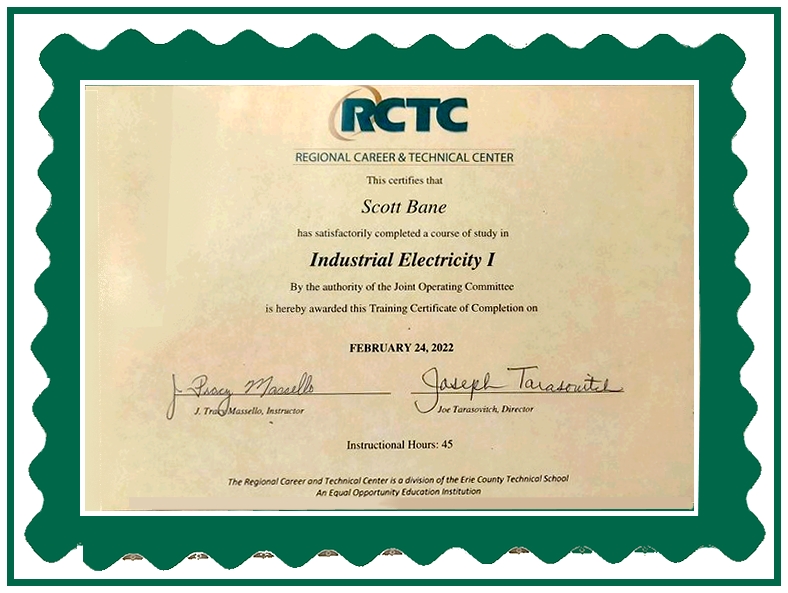 RCTC
REGIONAL CAREER & TECHNICAL CENTER
This certifies that
Scott Bane
has satisfactorily completed a course of study in
Industrial Electricity I
By the authority of the Joint Operating Committee
is hereby awarded this Training Certificate of Completion on
FEBRUARY 24, 2022
J. Tracy Massello Joseph Tarasovitch
J. Tracy Massello, Instructor Joe Tarasovitch, Director
Instructional Hours: 45
The Regional Career and Technical Center is a division of the Erie County Technical School
An Equal Opportunity Education Institution